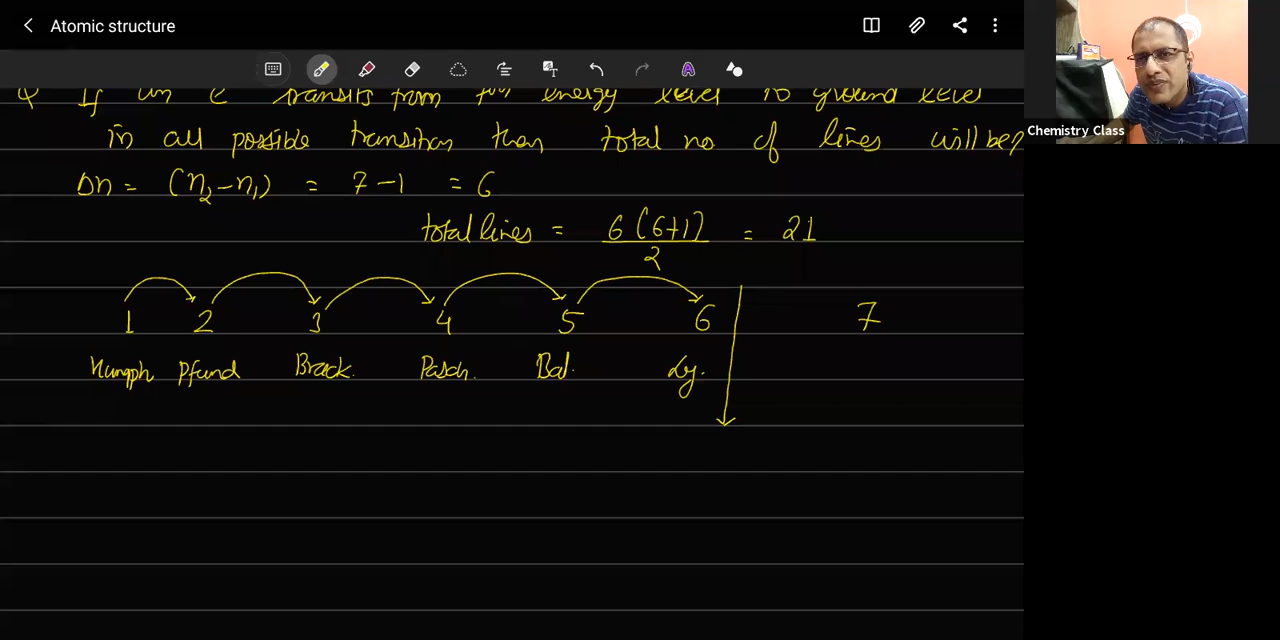 Atomic structure
Chemistry Class
If an e transits from energy level to ground level
in all possible transition then total no of lines will be?
Δn = (n₂-n₁) = 7-1 = 6
total lines = 6(6+1)/2 = 21
1 2 3 4 5 6 7
Humph Pfund Brack. Pasch. Bal. Ly.